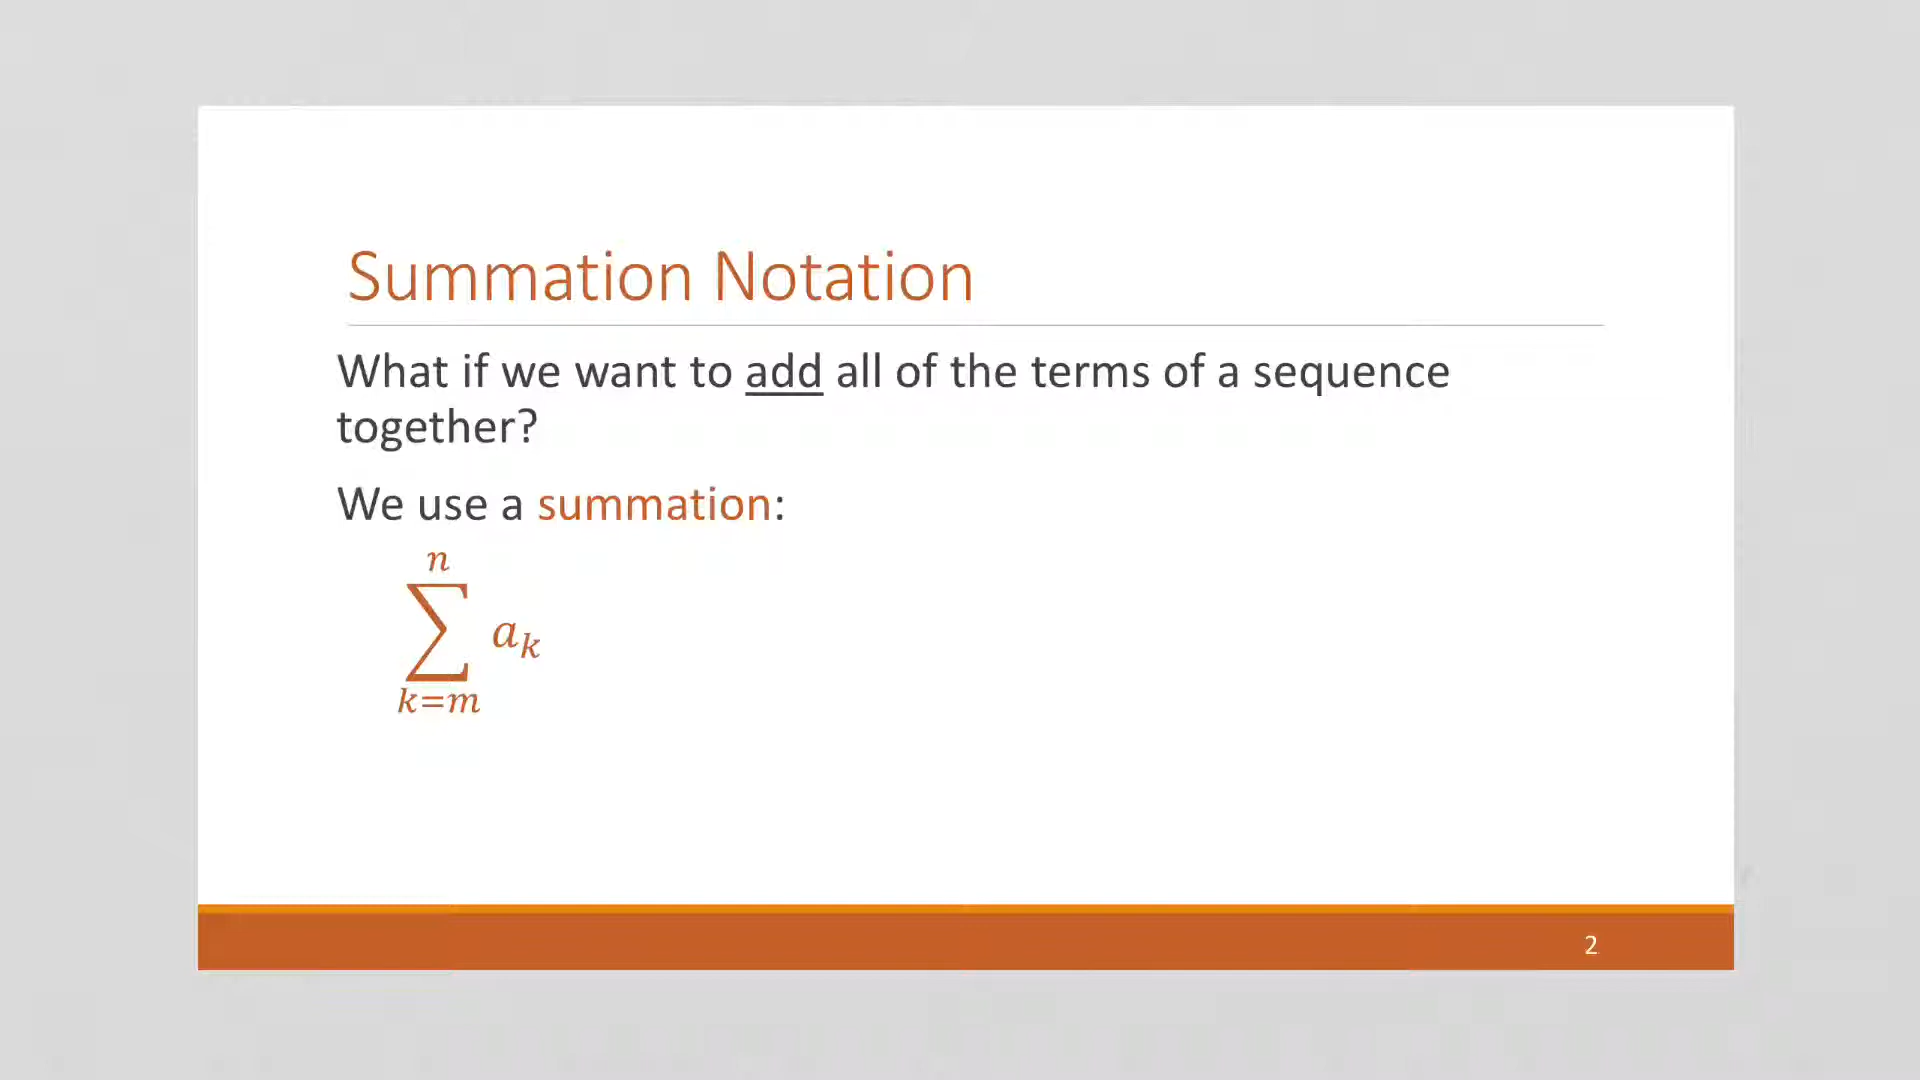 Summation Notation
What if we want to add all of the terms of a sequence
together?
We use a summation:
n
∑ aₖ
k=m
2